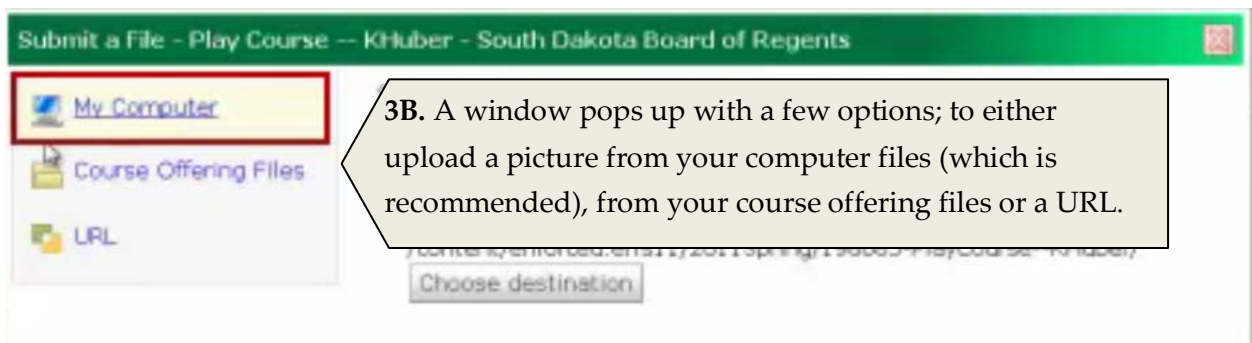 Submit a File - Play Course -- KHuber - South Dakota Board of Regents
My Computer
Course Offering Files
URL
3B. A window pops up with a few options; to either
upload a picture from your computer files (which is
recommended), from your course offering files or a URL.
Choose destination